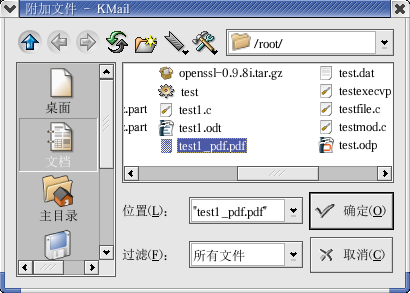 附加文件 - KMail
/root/
桌面
文档
主目录
openssl-0.9.8i.tar.gz
test
:.part test1.c
:.part test1.odt
test1_pdf.pdf
test.dat
testexecvp
testfile.c
testmod.c
test.odp
位置(L): "test1_pdf.pdf" 确定(O)
过滤(F): 所有文件 取消(C)